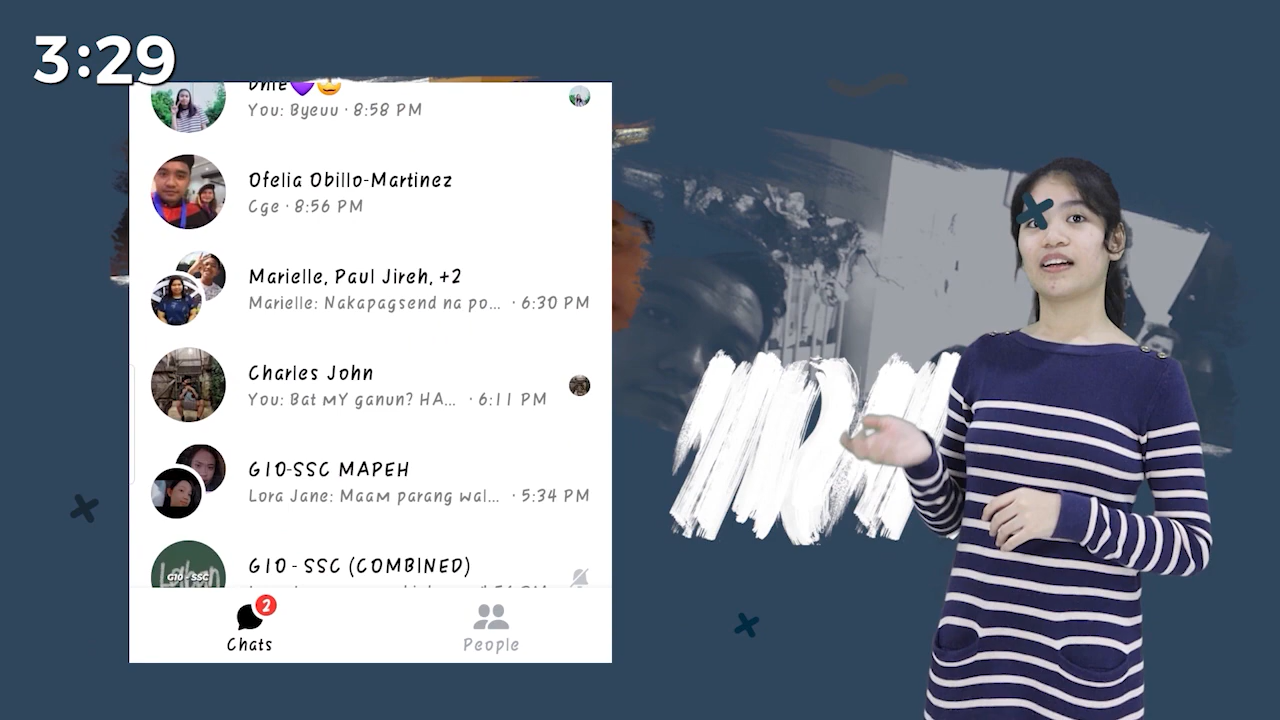 3:29
You: Byeuu · 8:58 PM
Ofelia Obillo-Martinez
Cge · 8:56 PM
Marielle, Paul Jireh, +2
Marielle: Nakapagsend na po... · 6:30 PM
Charles John
You: Bat MY ganun? HA... · 6:11 PM
G10-SSC MAPEH
Lora Jane: Maam parang wal... · 5:34 PM
G10 - SSC (COMBINED)
G10 - SSC
2
Chats
People